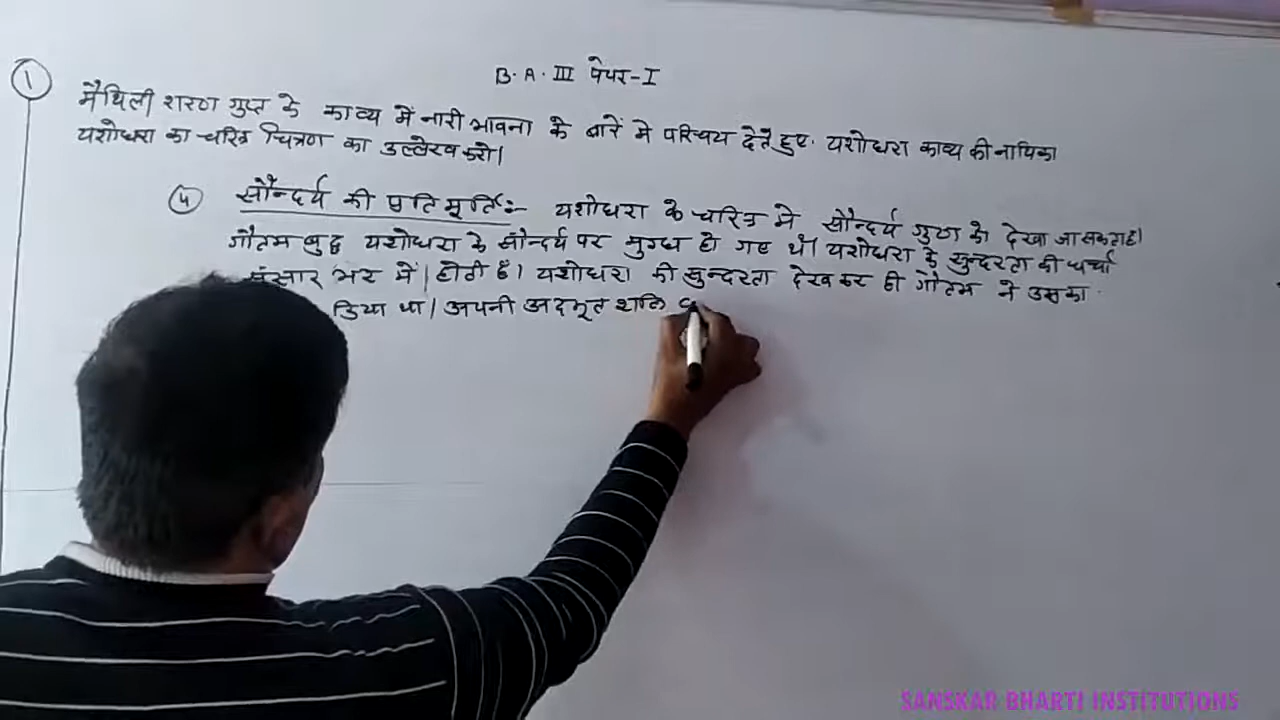 1
B.A. III पेपर-I
मैथिली शरण गुप्त के काव्य में नारी भावना के बारें में परिचय देते हुए यशोधरा काव्य की नायिका
यशोधरा का चरित्र चित्रण का उल्लेख करो।
4 सौन्दर्य की प्रतिमूर्ति:- यशोधरा के चरित्र में सौन्दर्य गुण को देखा जा सकता है।
गौतम बुद्ध यशोधरा के सौन्दर्य पर मुग्ध हो गए थे। यशोधरा के सुन्दरता की चर्चा
संसार भर में होती है। यशोधरा की सुन्दरता देख कर ही गौतम ने उसका
किया था। अपनी अदभूत शक्ति
SANSKAR BHARTI INSTITUTIONS